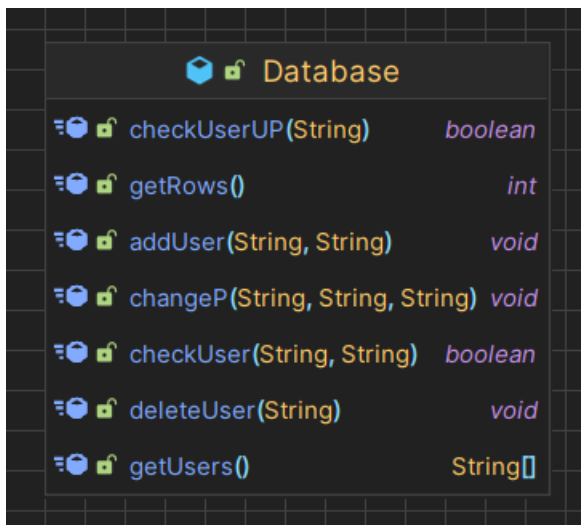 Database
checkUserUP(String) boolean
getRows() int
addUser(String, String) void
changeP(String, String, String) void
checkUser(String, String) boolean
deleteUser(String) void
getUsers() String[]